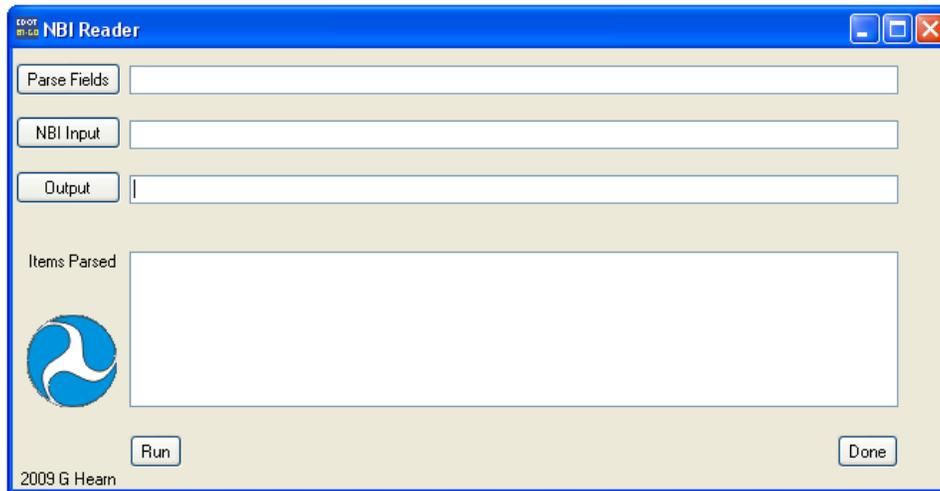 NBI Reader
Parse Fields
NBI Input
Output
Items Parsed
Run
Done
2009 G Hearn